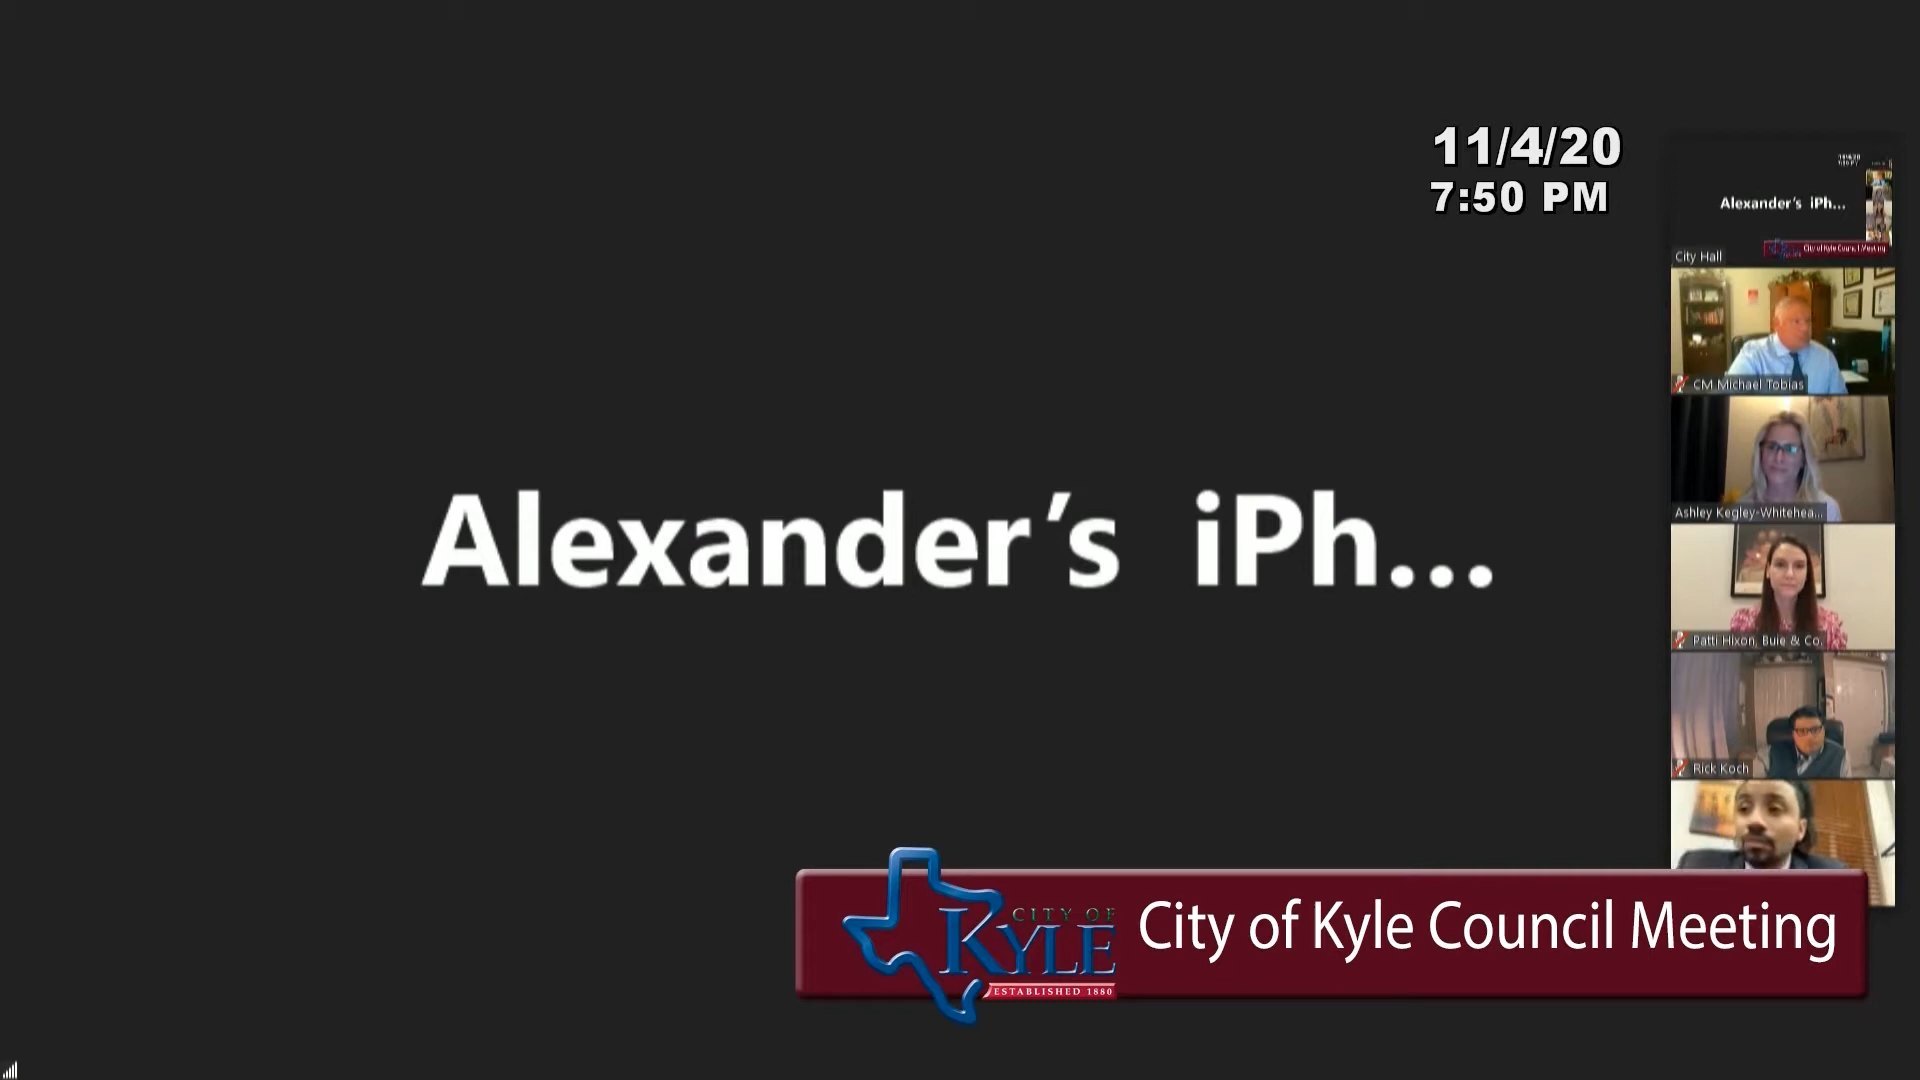 11/4/20
7:50 PM
Alexander’s iPh...
City Hall
CM Michael Tobias
Ashley Kegley-Whitehea...
Alexander’s iPh...
Patti Hixon, Buie & Co.
Rick Koch
CITY OF
KYLE
ESTABLISHED 1880
City of Kyle Council Meeting